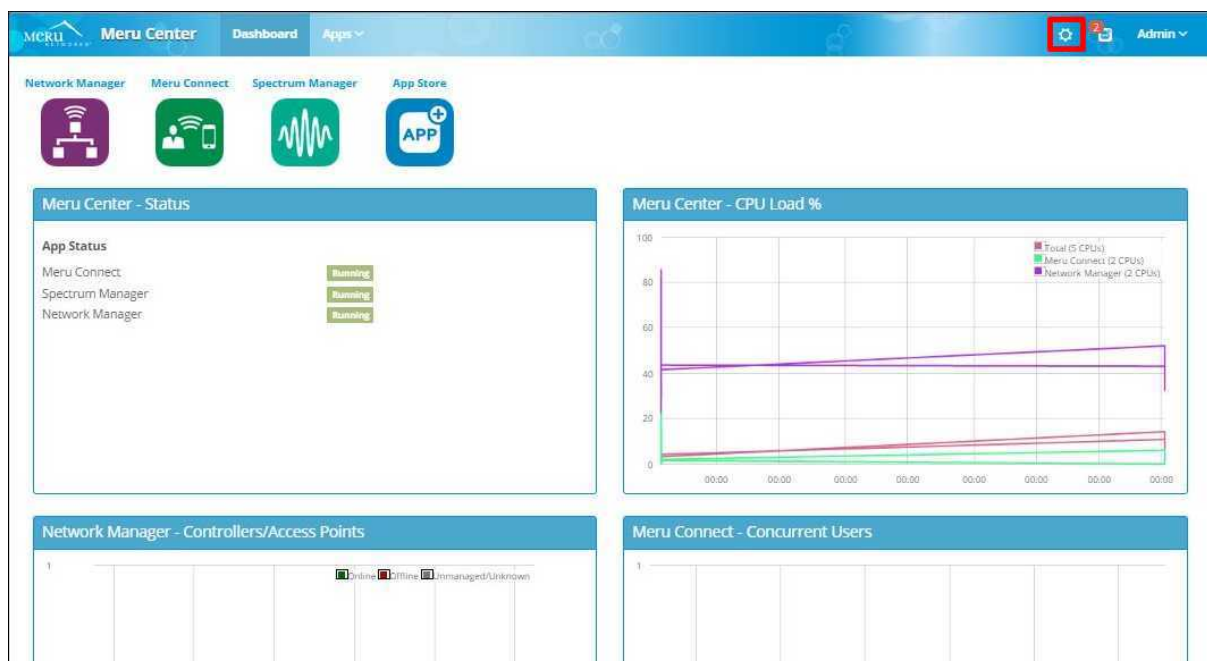 MERU
NETWORKS
Meru Center
Dashboard
Apps
2
Admin
Network Manager
Meru Connect
Spectrum Manager
App Store
APP
Meru Center - Status
App Status
Meru Connect Running
Spectrum Manager Running
Network Manager Running
Meru Center - CPU Load %
100
80
60
40
20
0
Total (5 CPUs)
Meru Connect (2 CPUs)
Network Manager (2 CPUs)
00:00 00:00 00:00 00:00 00:00 00:00 00:00 00:00
Network Manager - Controllers/Access Points
1
Online Offline Unmanaged/Unknown
Meru Connect - Concurrent Users
1